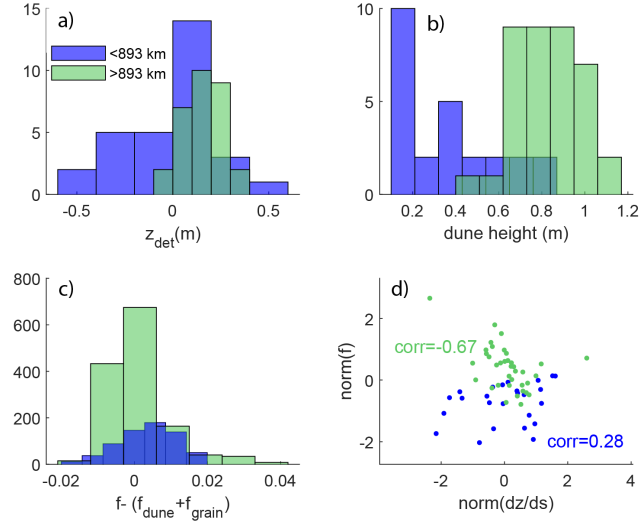 a)
<893 km
>893 km
15
10
5
0
-0.5
0
0.5
z_det(m)
b)
10
5
0
0.2
0.4
0.6
0.8
1
1.2
dune height (m)
c)
800
600
400
200
0
-0.02
0
0.02
0.04
f- (f_dune+f_grain)
d)
corr=-0.67
corr=0.28
norm(f)
2
0
-2
-4
-2
0
2
4
norm(dz/ds)